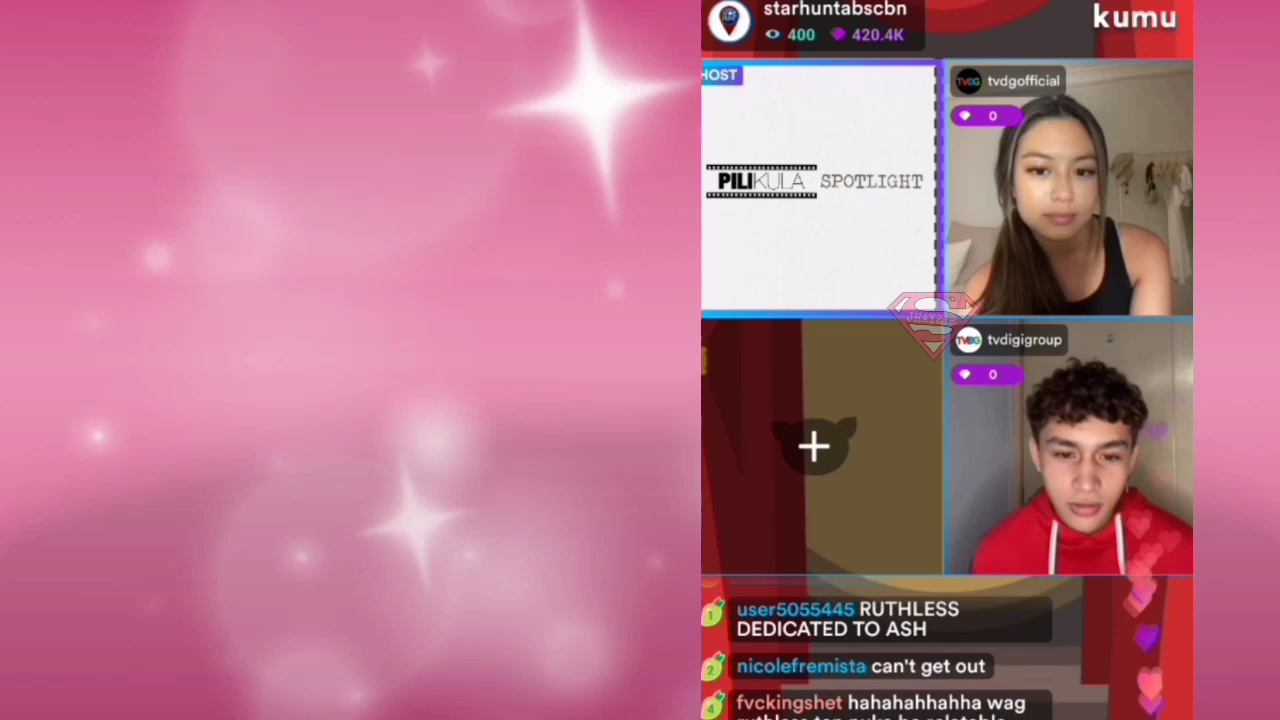 starhuntabscbn
400 420.4K
kumu
HOST
tvdgofficial
0
PILIKULA SPOTLIGHT
JHAYZIE
tvdigigroup
0
user5055445 RUTHLESS
DEDICATED TO ASH
nicolefremista can't get out
fvckingshet hahahahhahha wag